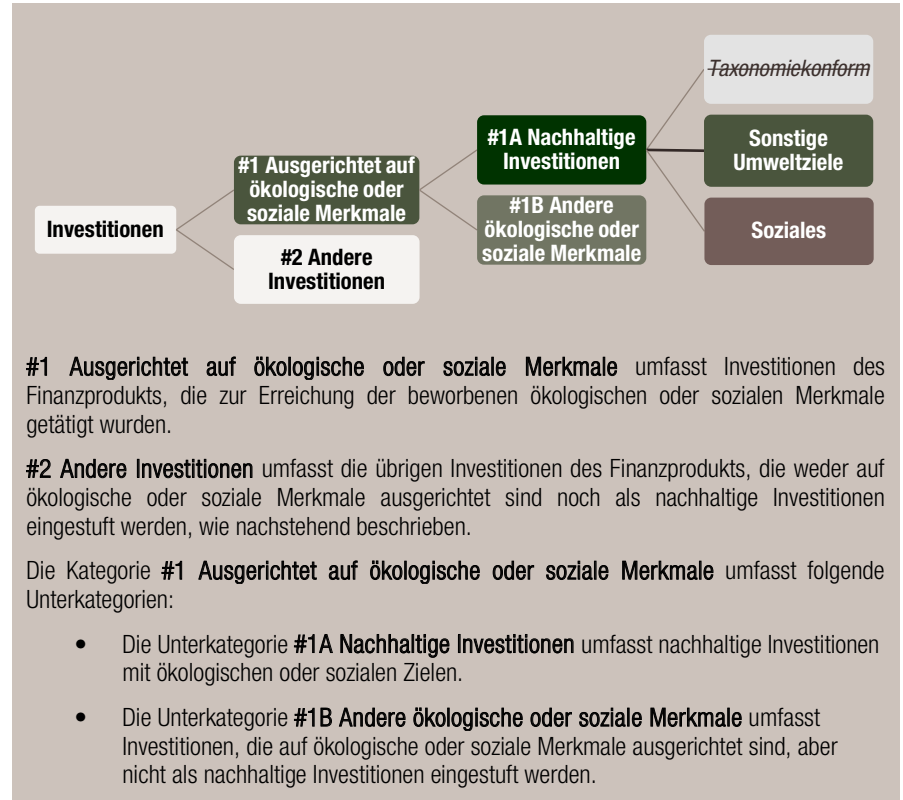 Investitionen
#1 Ausgerichtet auf
ökologische oder
soziale Merkmale
#2 Andere
Investitionen
#1A Nachhaltige
Investitionen
#1B Andere
ökologische oder
soziale Merkmale
Taxonomiekonform
Sonstige
Umweltziele
Soziales
#1 Ausgerichtet auf ökologische oder soziale Merkmale umfasst Investitionen des
Finanzprodukts, die zur Erreichung der beworbenen ökologischen oder sozialen Merkmale
getätigt wurden.
#2 Andere Investitionen umfasst die übrigen Investitionen des Finanzprodukts, die weder auf
ökologische oder soziale Merkmale ausgerichtet sind noch als nachhaltige Investitionen
eingestuft werden, wie nachstehend beschrieben.
Die Kategorie #1 Ausgerichtet auf ökologische oder soziale Merkmale umfasst folgende
Unterkategorien:
• Die Unterkategorie #1A Nachhaltige Investitionen umfasst nachhaltige Investitionen
mit ökologischen oder sozialen Zielen.
• Die Unterkategorie #1B Andere ökologische oder soziale Merkmale umfasst
Investitionen, die auf ökologische oder soziale Merkmale ausgerichtet sind, aber
nicht als nachhaltige Investitionen eingestuft werden.